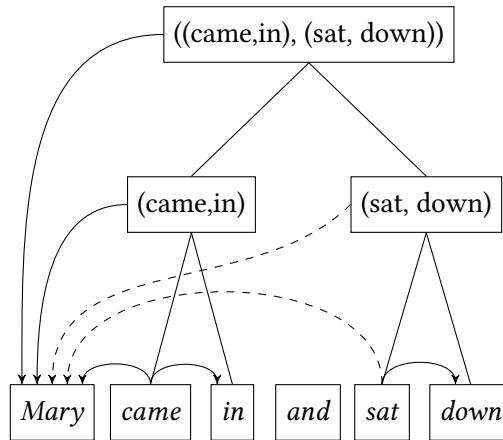 ((came,in), (sat, down))
(came,in) (sat, down)
Mary came in and sat down